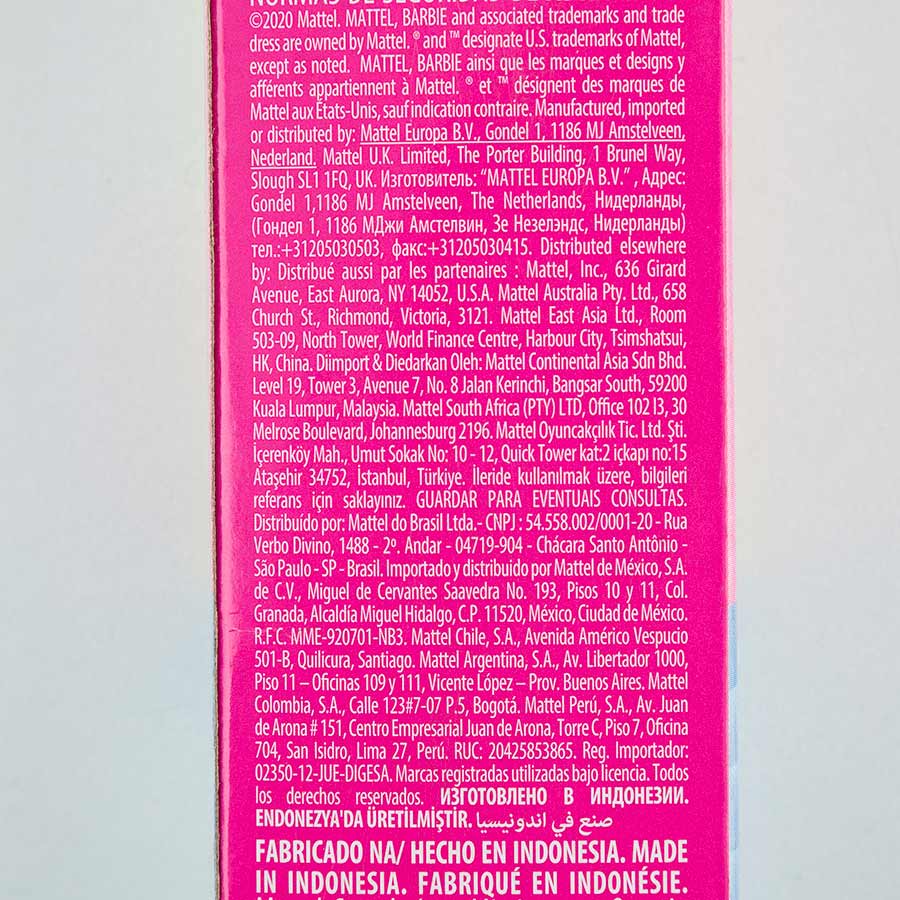 NORMAS DE SEGURIDAD DE
©2020 Mattel. MATTEL, BARBIE and associated trademarks and trade
dress are owned by Mattel. ® and ™ designate U.S. trademarks of Mattel,
except as noted. MATTEL, BARBIE ainsi que les marques et designs y
afférents appartiennent à Mattel. ® et ™ désignent des marques de
Mattel aux États-Unis, sauf indication contraire. Manufactured, imported
or distributed by: Mattel Europa B.V., Gondel 1, 1186 MJ Amstelveen,
Nederland. Mattel U.K. Limited, The Porter Building, 1 Brunel Way,
Slough SL1 1FQ, UK. Изготовитель: “MATTEL EUROPA B.V.” , Адрес:
Gondel 1,1186 MJ Amstelveen, The Netherlands, Нидерланды,
(Гондел 1, 1186 МДжи Амстелвин, Зе Незелэндс, Нидерланды)
тел.:+31205030503, факс:+31205030415. Distributed elsewhere
by: Distribué aussi par les partenaires : Mattel, Inc., 636 Girard
Avenue, East Aurora, NY 14052, U.S.A. Mattel Australia Pty. Ltd., 658
Church St., Richmond, Victoria, 3121. Mattel East Asia Ltd., Room
503-09, North Tower, World Finance Centre, Harbour City, Tsimshatsui,
HK, China. Diimport & Diedarkan Oleh: Mattel Continental Asia Sdn Bhd.
Level 19, Tower 3, Avenue 7, No. 8 Jalan Kerinchi, Bangsar South, 59200
Kuala Lumpur, Malaysia. Mattel South Africa (PTY) LTD, Office 102 I3, 30
Melrose Boulevard, Johannesburg 2196. Mattel Oyuncakçılık Tic. Ltd. Şti.
İçerenköy Mah., Umut Sokak No: 10 - 12, Quick Tower kat:2 içkapı no:15
Ataşehir 34752, İstanbul, Türkiye. İleride kullanılmak üzere, bilgileri
referans için saklayınız. GUARDAR PARA EVENTUAIS CONSULTAS.
Distribuído por: Mattel do Brasil Ltda.- CNPJ : 54.558.002/0001-20 - Rua
Verbo Divino, 1488 - 2º. Andar - 04719-904 - Chácara Santo Antônio -
São Paulo - SP - Brasil. Importado y distribuido por Mattel de México, S.A.
de C.V., Miguel de Cervantes Saavedra No. 193, Pisos 10 y 11, Col.
Granada, Alcaldía Miguel Hidalgo, C.P. 11520, México, Ciudad de México.
R.F.C. MME-920701-NB3. Mattel Chile, S.A., Avenida Américo Vespucio
501-B, Quilicura, Santiago. Mattel Argentina, S.A., Av. Libertador 1000,
Piso 11 – Oficinas 109 y 111, Vicente López – Prov. Buenos Aires. Mattel
Colombia, S.A., Calle 123#7-07 P.5, Bogotá. Mattel Perú, S.A., Av. Juan
de Arona # 151, Centro Empresarial Juan de Arona, Torre C, Piso 7, Oficina
704, San Isidro, Lima 27, Perú. RUC: 20425853865. Reg. Importador:
02350-12-JUE-DIGESA. Marcas registradas utilizadas bajo licencia. Todos
los derechos reservados. ИЗГОТОВЛЕНО В ИНДОНЕЗИИ.
ENDONEZYA'DA ÜRETİLMİŞTİR. صنع في اندونيسيا
FABRICADO NA/ HECHO EN INDONESIA. MADE
IN INDONESIA. FABRIQUÉ EN INDONÉSIE.